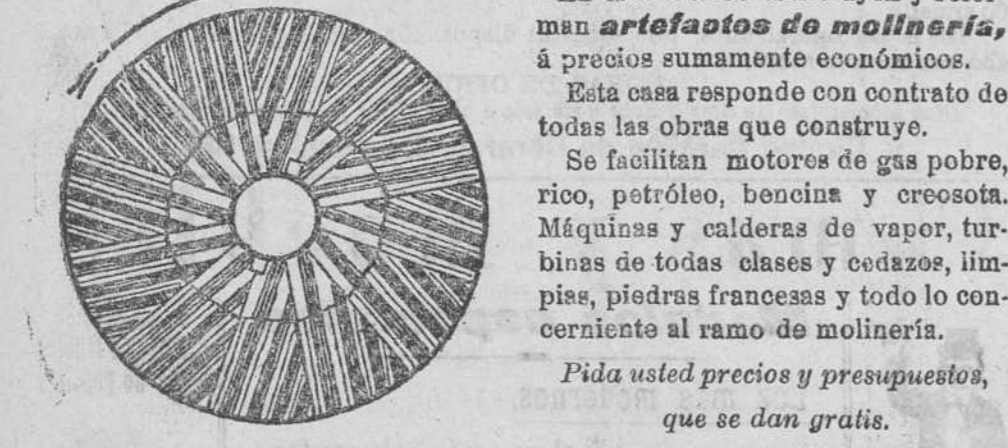 man artefactos de molinería,
á precios sumamente económicos.
Esta casa responde con contrato de
todas las obras que construye.
Se facilitan motores de gas pobre,
rico, petróleo, bencina y creosota.
Máquinas y calderas de vapor, tur-
binas de todas clases y cedazos, lim-
pias, piedras francesas y todo lo con-
cerniente al ramo de molinería.
Pida usted precios y presupuestos,
que se dan gratis.